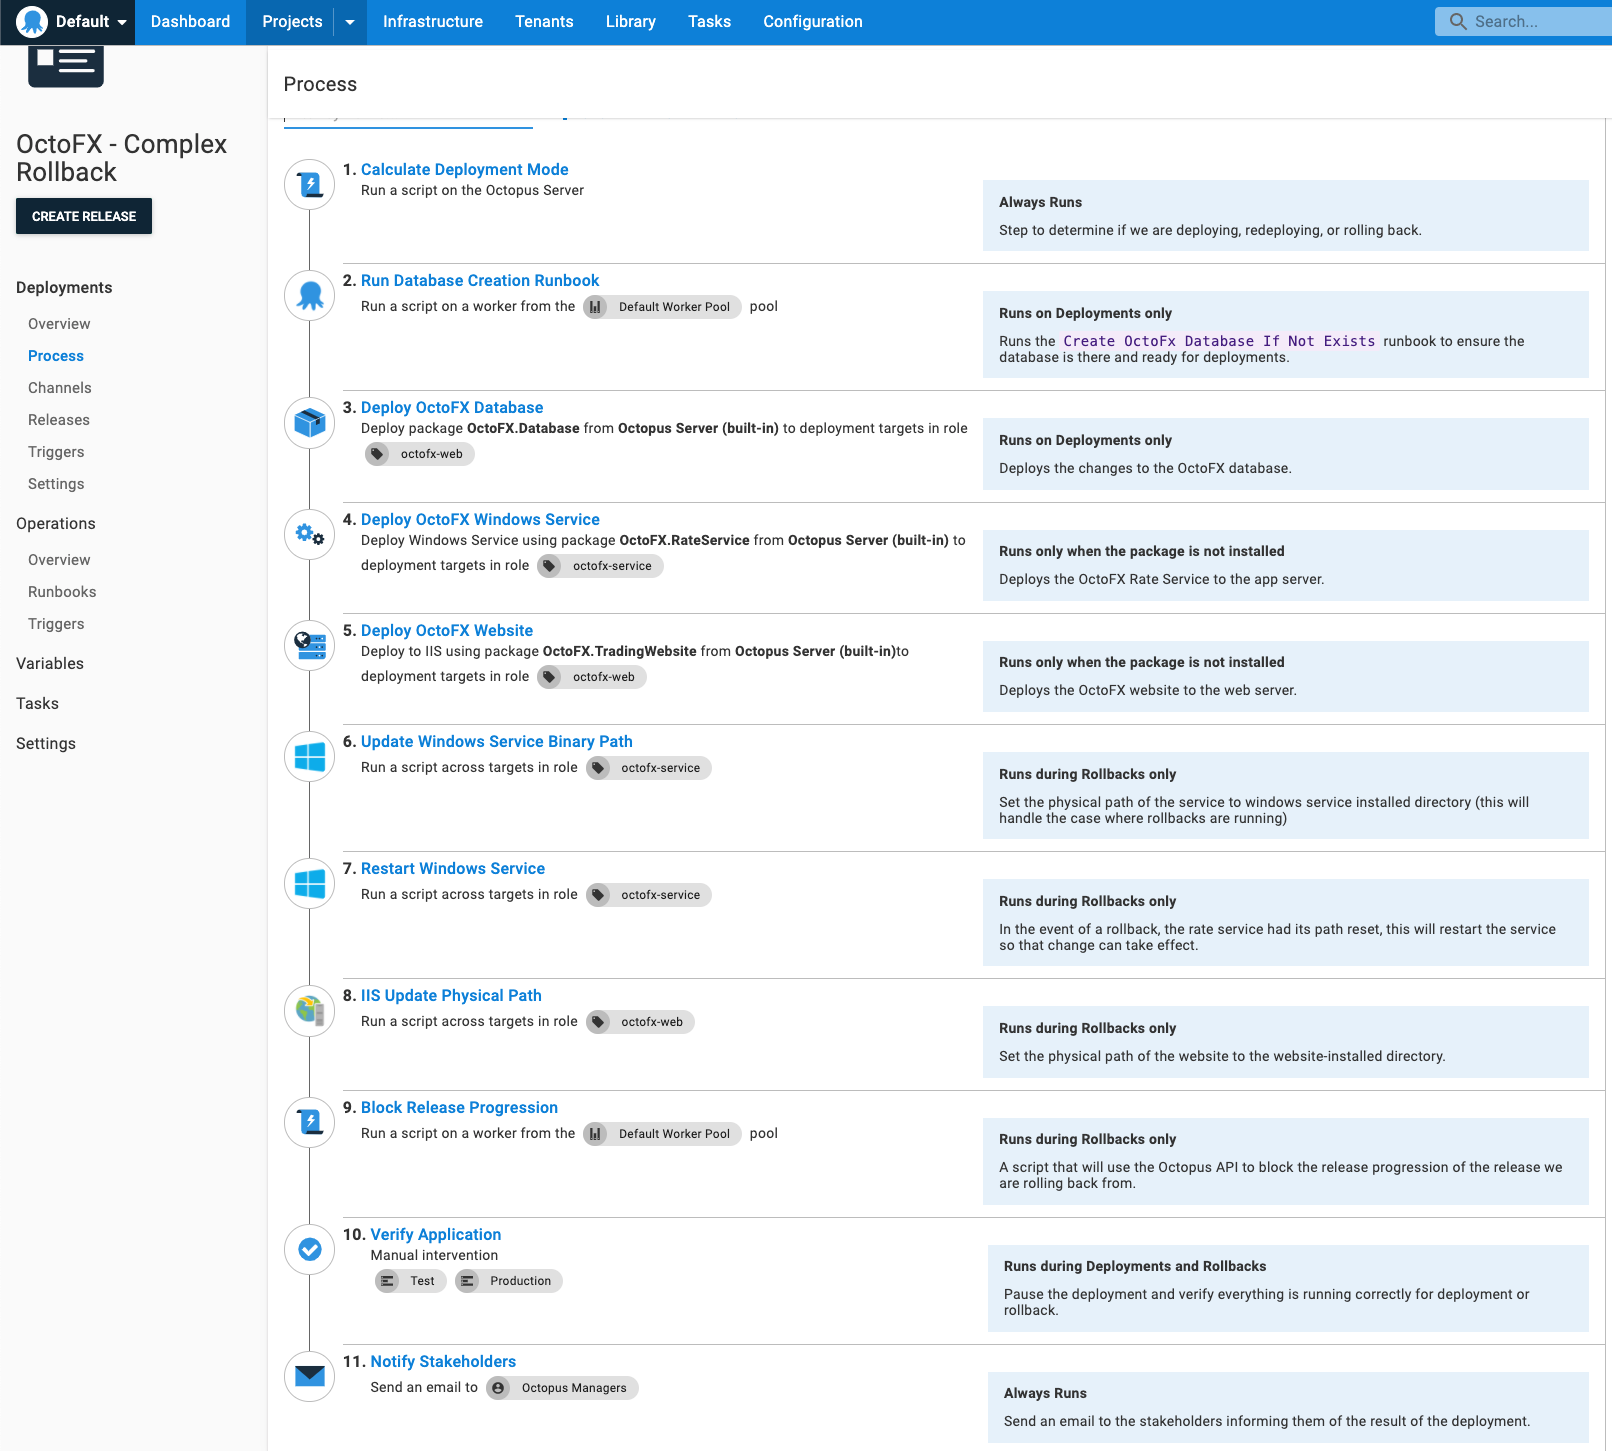 Default
Dashboard
Projects
Infrastructure
Tenants
Library
Tasks
Configuration
Search...
OctoFX - Complex
Rollback
CREATE RELEASE
Deployments
Overview
Process
Channels
Releases
Triggers
Settings
Operations
Overview
Runbooks
Triggers
Variables
Tasks
Settings
Process
1. Calculate Deployment Mode
Run a script on the Octopus Server
Always Runs
Step to determine if we are deploying, redeploying, or rolling back.
2. Run Database Creation Runbook
Run a script on a worker from the Default Worker Pool pool
Runs on Deployments only
Runs the Create OctoFx Database If Not Exists runbook to ensure the
database is there and ready for deployments.
3. Deploy OctoFX Database
Deploy package OctoFX.Database from Octopus Server (built-in) to deployment targets in role
octofx-web
Runs on Deployments only
Deploys the changes to the OctoFX database.
4. Deploy OctoFX Windows Service
Deploy Windows Service using package OctoFX.RateService from Octopus Server (built-in) to
deployment targets in role octofx-service
Runs only when the package is not installed
Deploys the OctoFX Rate Service to the app server.
5. Deploy OctoFX Website
Deploy to IIS using package OctoFX.TradingWebsite from Octopus Server (built-in)to
deployment targets in role octofx-web
Runs only when the package is not installed
Deploys the OctoFX website to the web server.
6. Update Windows Service Binary Path
Run a script across targets in role octofx-service
Runs during Rollbacks only
Set the physical path of the service to windows service installed directory (this will
handle the case where rollbacks are running)
7. Restart Windows Service
Run a script across targets in role octofx-service
Runs during Rollbacks only
In the event of a rollback, the rate service had its path reset, this will restart the service
so that change can take effect.
8. IIS Update Physical Path
Run a script across targets in role octofx-web
Runs during Rollbacks only
Set the physical path of the website to the website-installed directory.
9. Block Release Progression
Run a script on a worker from the Default Worker Pool pool
Runs during Rollbacks only
A script that will use the Octopus API to block the release progression of the release we
are rolling back from.
10. Verify Application
Manual intervention
Test Production
Runs during Deployments and Rollbacks
Pause the deployment and verify everything is running correctly for deployment or
rollback.
11. Notify Stakeholders
Send an email to Octopus Managers
Always Runs
Send an email to the stakeholders informing them of the result of the deployment.